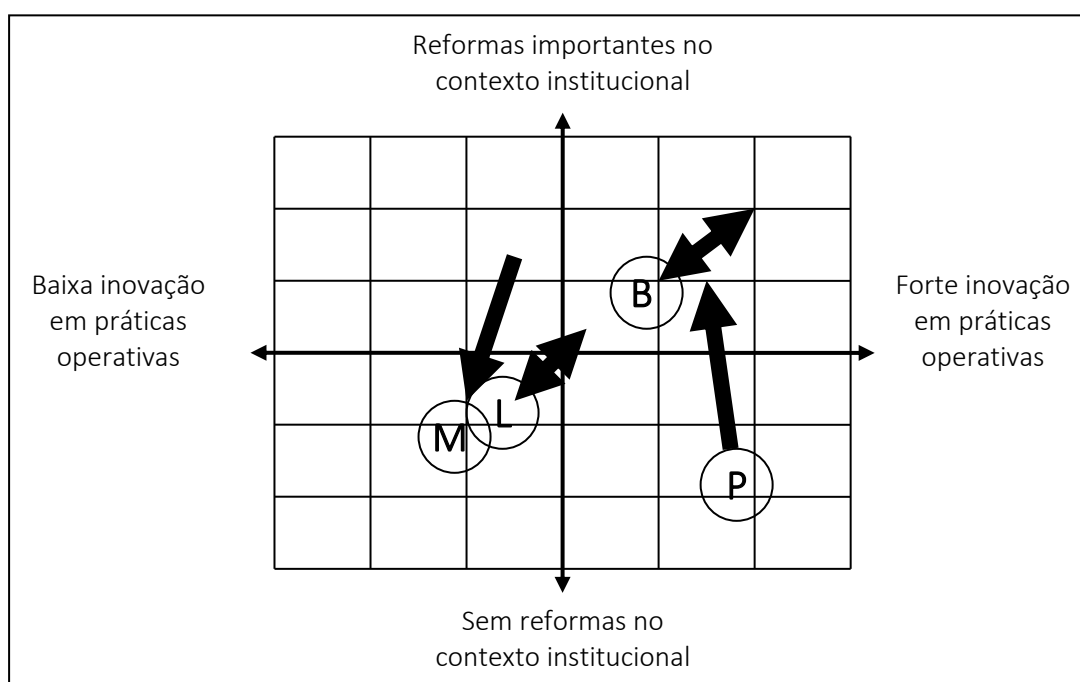 Reformas importantes no
contexto institucional
Baixa inovação
em práticas
operativas
Forte inovação
em práticas
operativas
B
L
M
P
Sem reformas no
contexto institucional